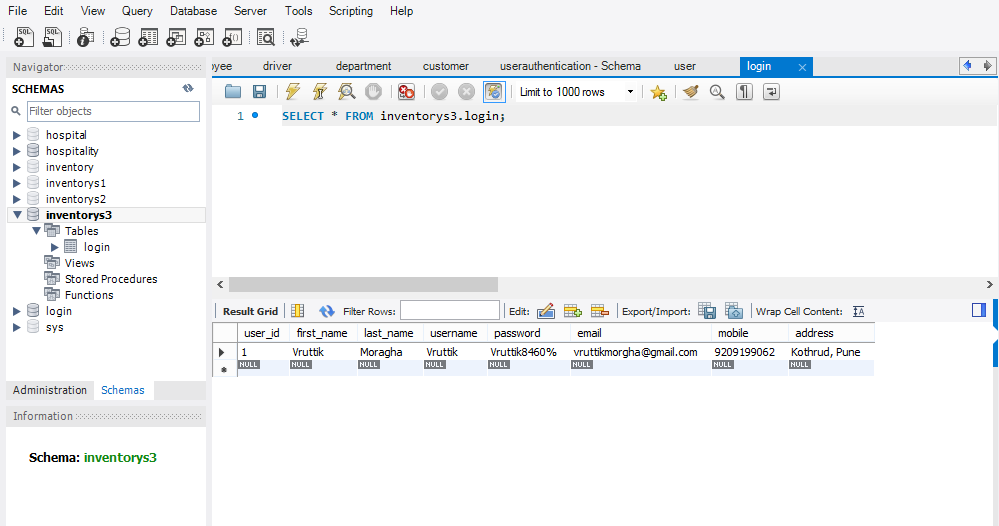 File Edit View Query Database Server Tools Scripting Help
SQL SQL
Navigator
oyee driver department customer userauthentication - Schema user login
SCHEMAS
Filter objects
Limit to 1000 rows
1 SELECT * FROM inventorys3.login;
hospital
hospitality
inventory
inventorys1
inventorys2
inventorys3
Tables
login
Views
Stored Procedures
Functions
login
sys
Result Grid Filter Rows: Edit: Export/Import: Wrap Cell Content:
user_id first_name last_name username password email mobile address
1 Vruttik Moragha Vruttik Vruttik8460% vruttikmorgha@gmail.com 9209199062 Kothrud, Pune
NULL NULL NULL NULL NULL NULL NULL NULL
Administration Schemas
Information
Schema: inventorys3